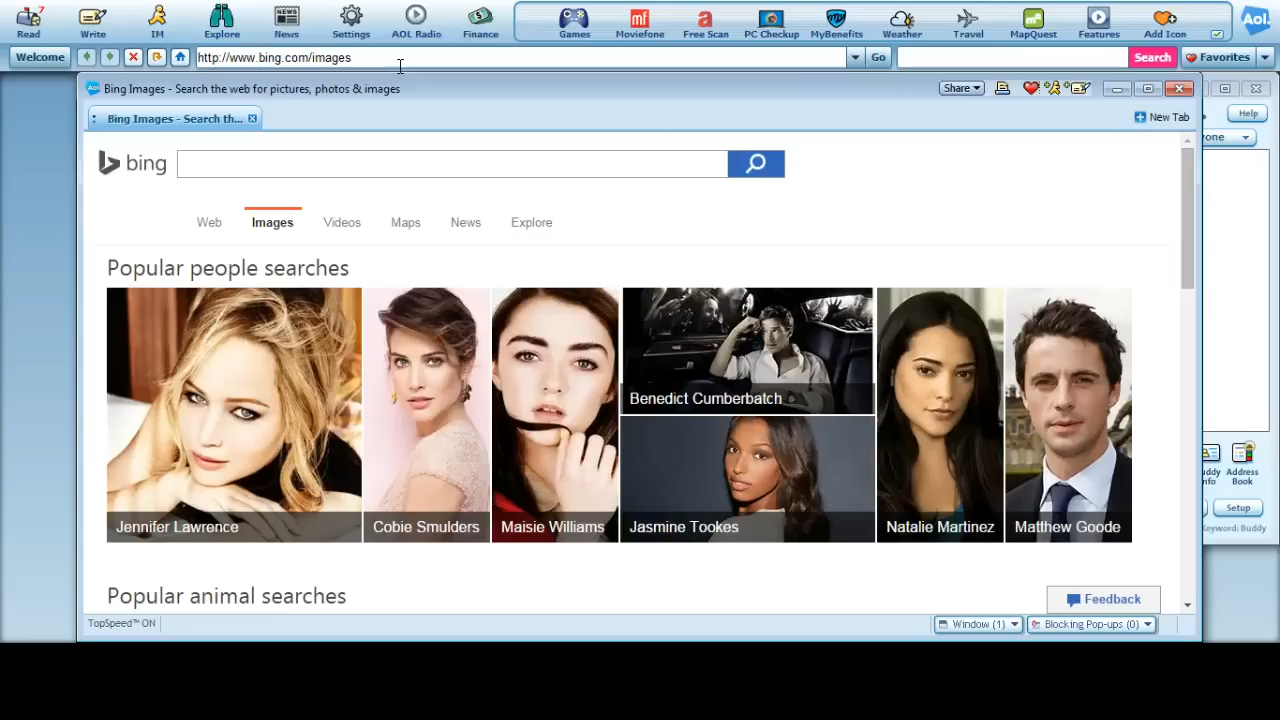 7
Read Write IM Explore News Settings AOL Radio Finance Games Moviefone Free Scan PC Checkup MyBenefits Weather Travel MapQuest Features Add Icon Aol.
Welcome http://www.bing.com/images Go Search Favorites
Bing Images - Search the web for pictures, photos & images Share
Bing Images - Search th... New Tab Help
bing
Web Images Videos Maps News Explore
Popular people searches
Benedict Cumberbatch
Jennifer Lawrence Cobie Smulders Maisie Williams Jasmine Tookes Natalie Martinez Matthew Goode
Address
Book
Setup
Keyword: Buddy
Popular animal searches Feedback
TopSpeed™ ON Window (1) Blocking Pop-ups (0)